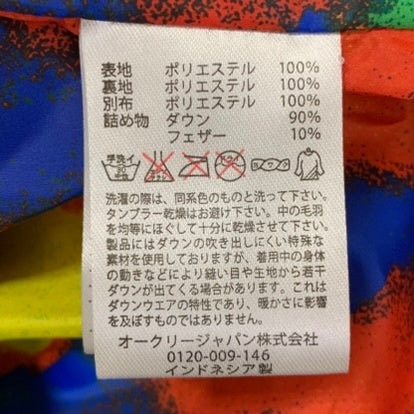 表地 ポリエステル 100%
裏地 ポリエステル 100%
別布 ポリエステル 100%
詰め物 ダウン 90%
フェザー 10%
手洗イ
洗濯の際は、同系色のものと洗って下さい。
タンブラー乾燥はお避け下さい。中の毛羽
を均等にほぐして十分に乾燥させて下さい。
製品にはダウンの吹き出しにくい特殊な
素材を使用しておりますが、着用中の身体
の動きなどにより縫い目や生地から若干
ダウンが出てくる場合があります。これは
ダウンウエアの特性であり、暖かさに影響
を及ぼすものではありません。
オークリージャパン株式会社
0120-009-146
インドネシア製